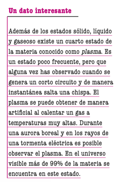 Un dato interesante
Además de los estados sólido, líquido
y gaseoso existe un cuarto estado de
la materia conocido como plasma. Es
un estado poco frecuente, pero que
alguna vez has observado cuando se
genera un corto circuito y de manera
instantánea salta una chispa. El
plasma se puede obtener de manera
artificial al calentar un gas a
temperaturas muy altas. Durante
una aurora boreal y en los rayos de
una tormenta eléctrica es posible
observar el plasma. En el universo
visible más de 99% de la materia se
encuentra en este estado.